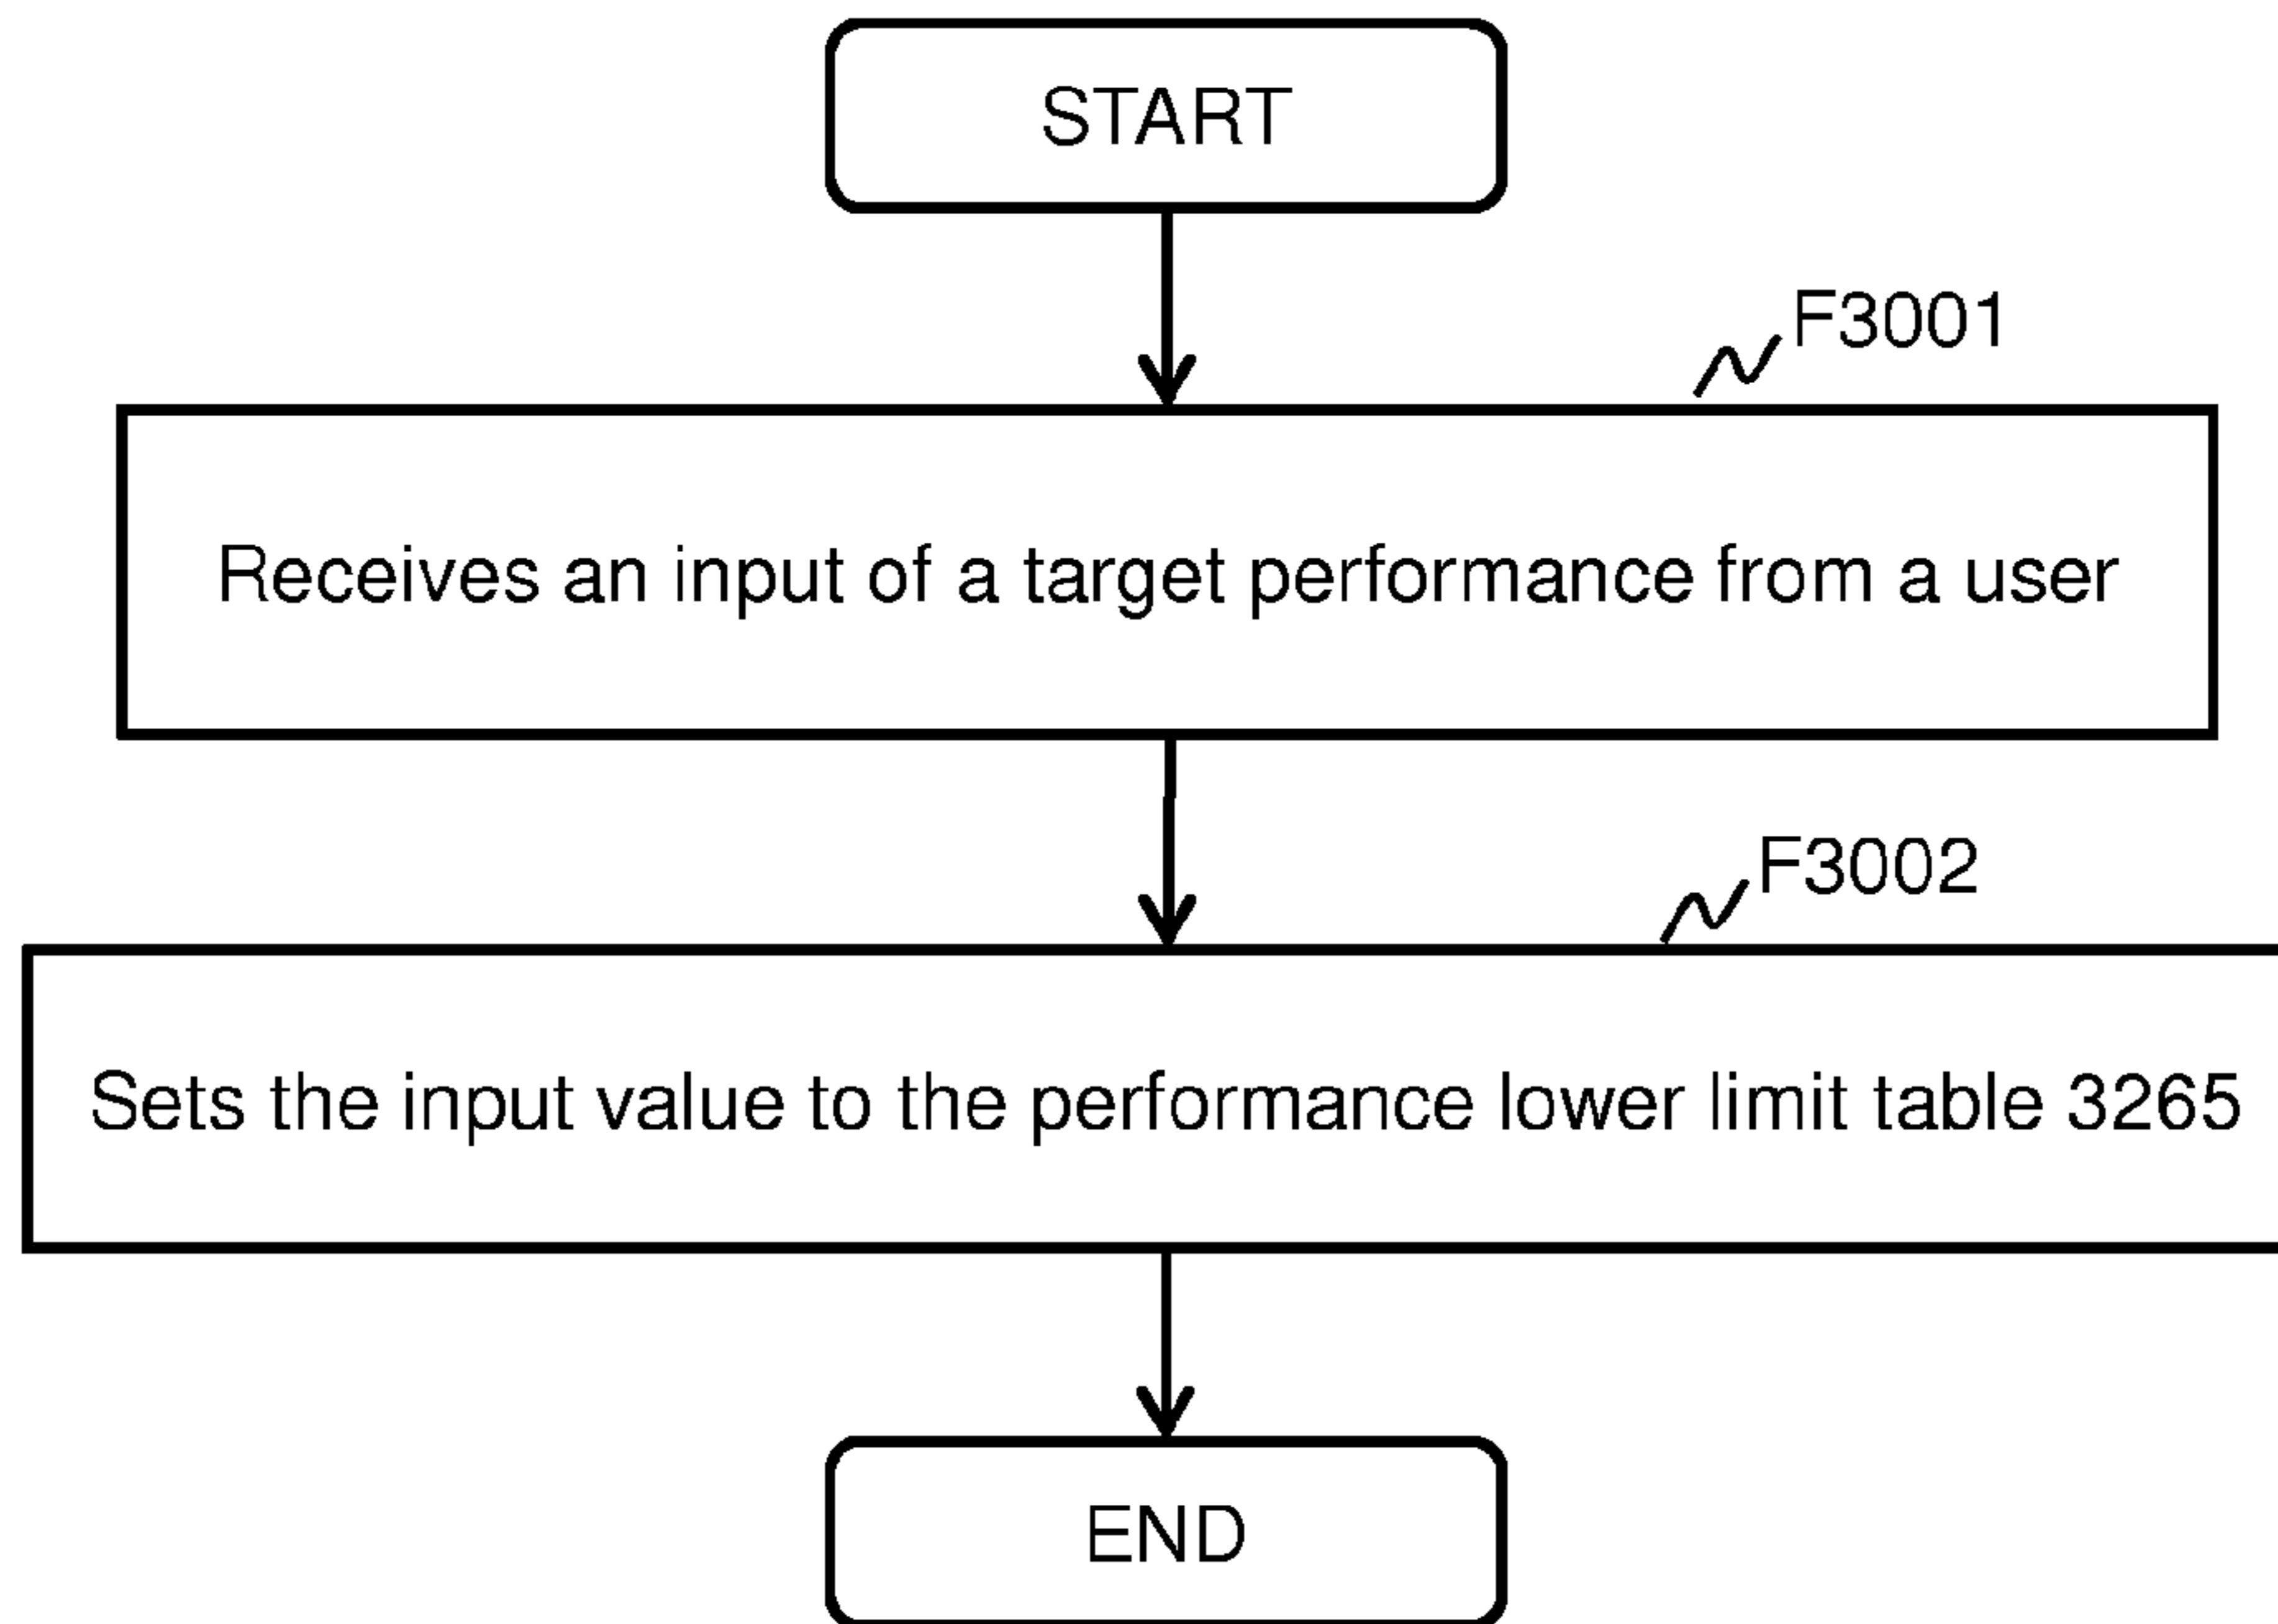 START
F3001
Receives an input of a target performance from a user
F3002
Sets the input value to the performance lower limit table 3265
END